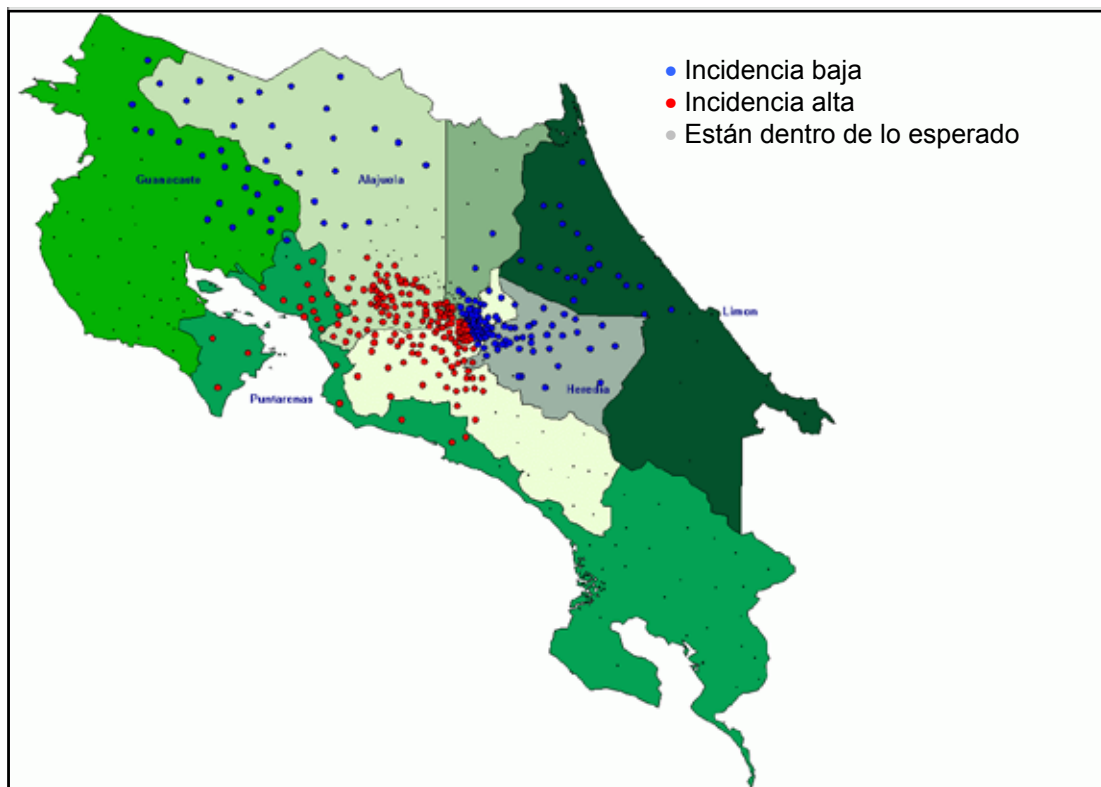 Incidencia baja
Incidencia alta
Están dentro de lo esperado
Guanacaste
Alajuela
Limon
Heredia
Puntarenas